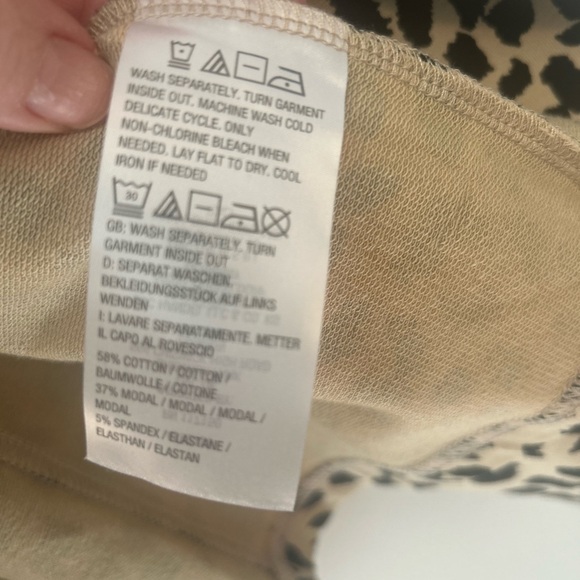 WASH SEPARATELY. TURN GARMENT
INSIDE OUT. MACHINE WASH COLD
DELICATE CYCLE. ONLY
NON-CHLORINE BLEACH WHEN
NEEDED. LAY FLAT TO DRY. COOL
IRON IF NEEDED
30
GB: WASH SEPARATELY. TURN
GARMENT INSIDE OUT
D: SEPARAT WASCHEN.
BEKLEIDUNGSSTÜCK AUF LINKS
WENDEN
I: LAVARE SEPARATAMENTE. METTER
IL CAPO AL ROVESCIO
58% COTTON / COTTON /
BAUMWOLLE / COTONE
37% MODAL / MODAL / MODAL /
MODAL
5% SPANDEX / ELASTANE /
ELASTHAN / ELASTAN